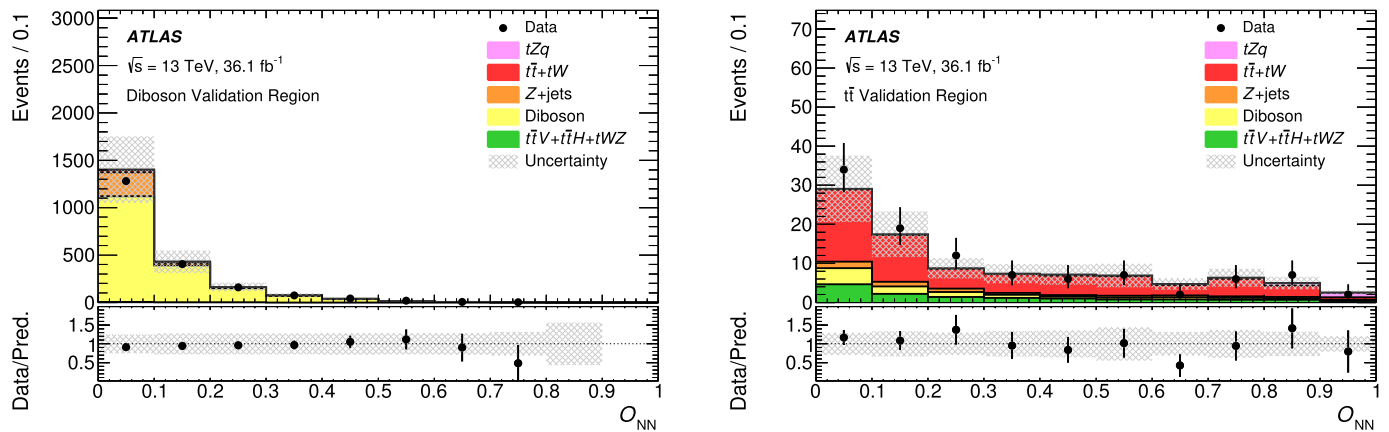 Events / 0.1
3000
2500
2000
1500
1000
500
0
ATLAS
√s = 13 TeV, 36.1 fb⁻¹
Diboson Validation Region
Data
tZq
tt̄+tW
Z+jets
Diboson
tt̄V+tt̄H+tWZ
Uncertainty
Data/Pred.
1.5
1
0.5
0 0.1 0.2 0.3 0.4 0.5 0.6 0.7 0.8 0.9 1
O_NN
Events / 0.1
70
60
50
40
30
20
10
0
ATLAS
√s = 13 TeV, 36.1 fb⁻¹
tt̄ Validation Region
Data
tZq
tt̄+tW
Z+jets
Diboson
tt̄V+tt̄H+tWZ
Uncertainty
Data/Pred.
1.5
1
0.5
0 0.1 0.2 0.3 0.4 0.5 0.6 0.7 0.8 0.9 1
O_NN